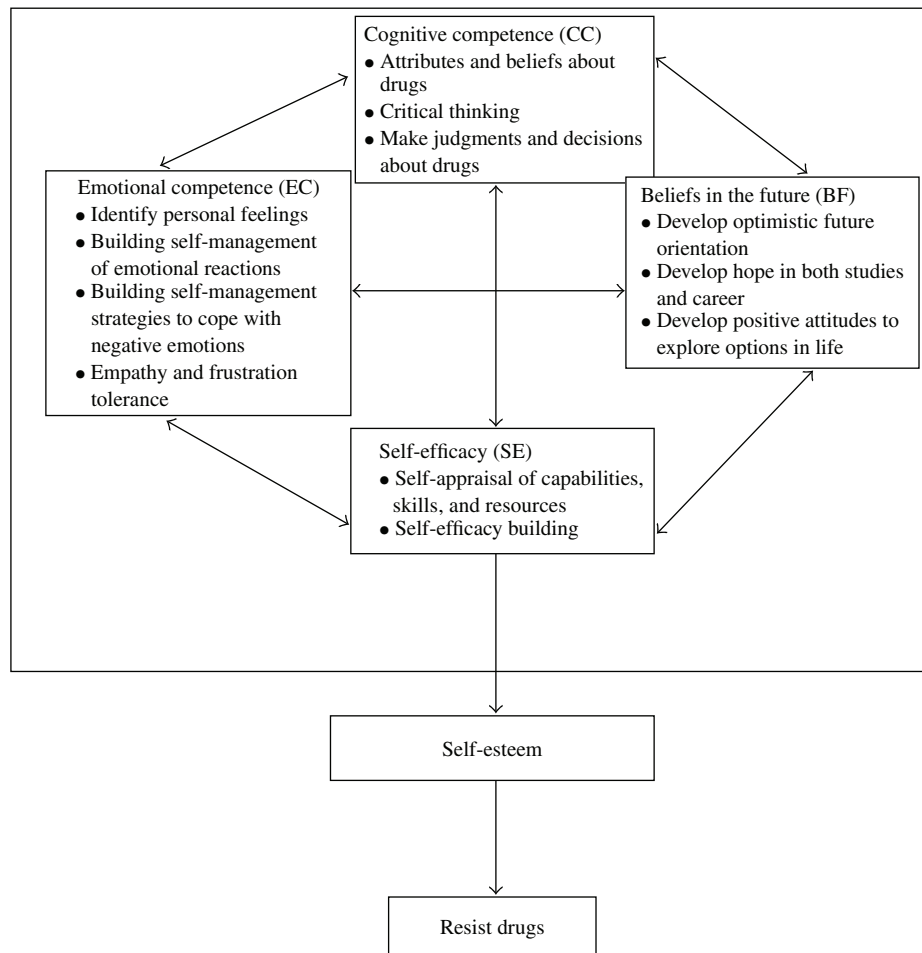 Cognitive competence (CC)
● Attributes and beliefs about
drugs
● Critical thinking
● Make judgments and decisions
about drugs
Emotional competence (EC)
● Identify personal feelings
● Building self-management
of emotional reactions
● Building self-management
strategies to cope with
negative emotions
● Empathy and frustration
tolerance
Beliefs in the future (BF)
● Develop optimistic future
orientation
● Develop hope in both studies
and career
● Develop positive attitudes to
explore options in life
Self-efficacy (SE)
● Self-appraisal of capabilities,
skills, and resources
● Self-efficacy building
Self-esteem
Resist drugs